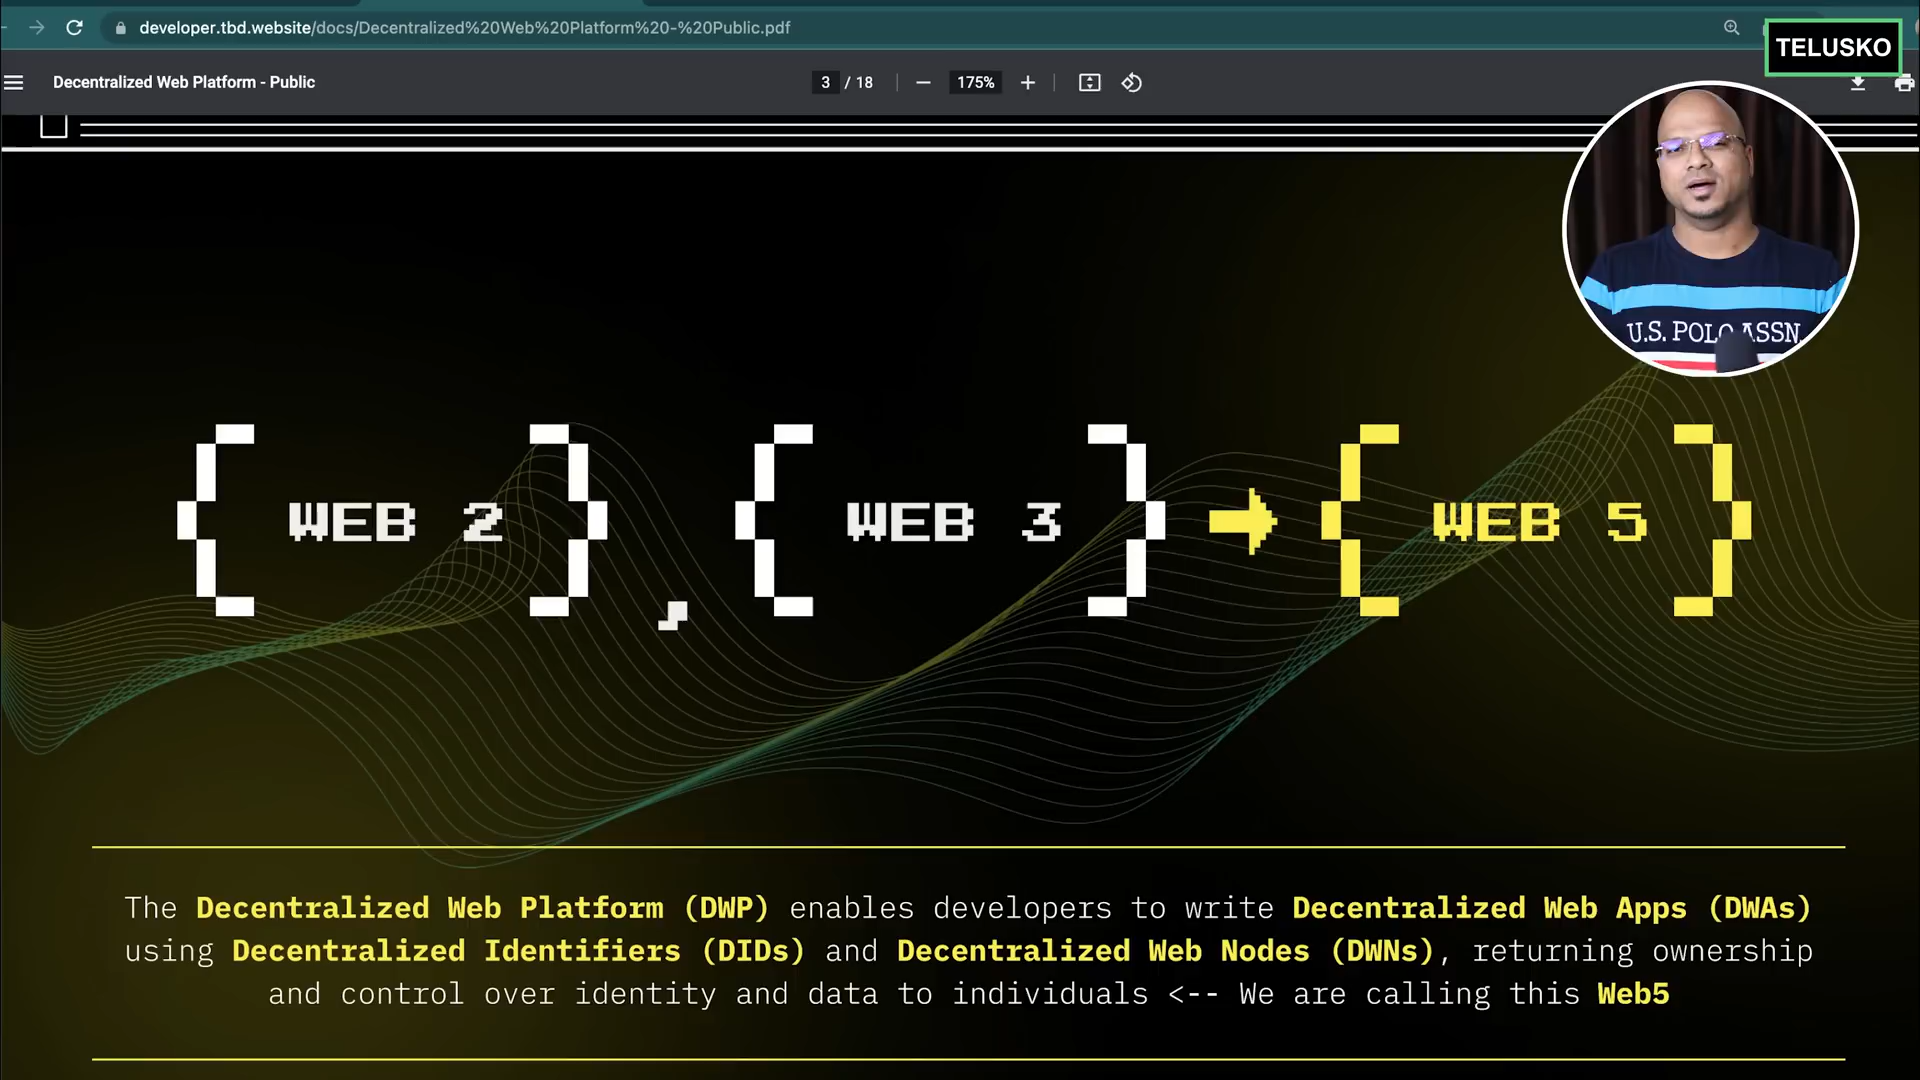 developer.tbd.website/docs/Decentralized%20Web%20Platform%20-%20Public.pdf
TELUSKO
Decentralized Web Platform - Public
3 / 18
175%
U.S. POLO ASSN.
{ WEB 2 } , { WEB 3 } → { WEB 5 }
The Decentralized Web Platform (DWP) enables developers to write Decentralized Web Apps (DWAs)
using Decentralized Identifiers (DIDs) and Decentralized Web Nodes (DWNs), returning ownership
and control over identity and data to individuals <-- We are calling this Web5